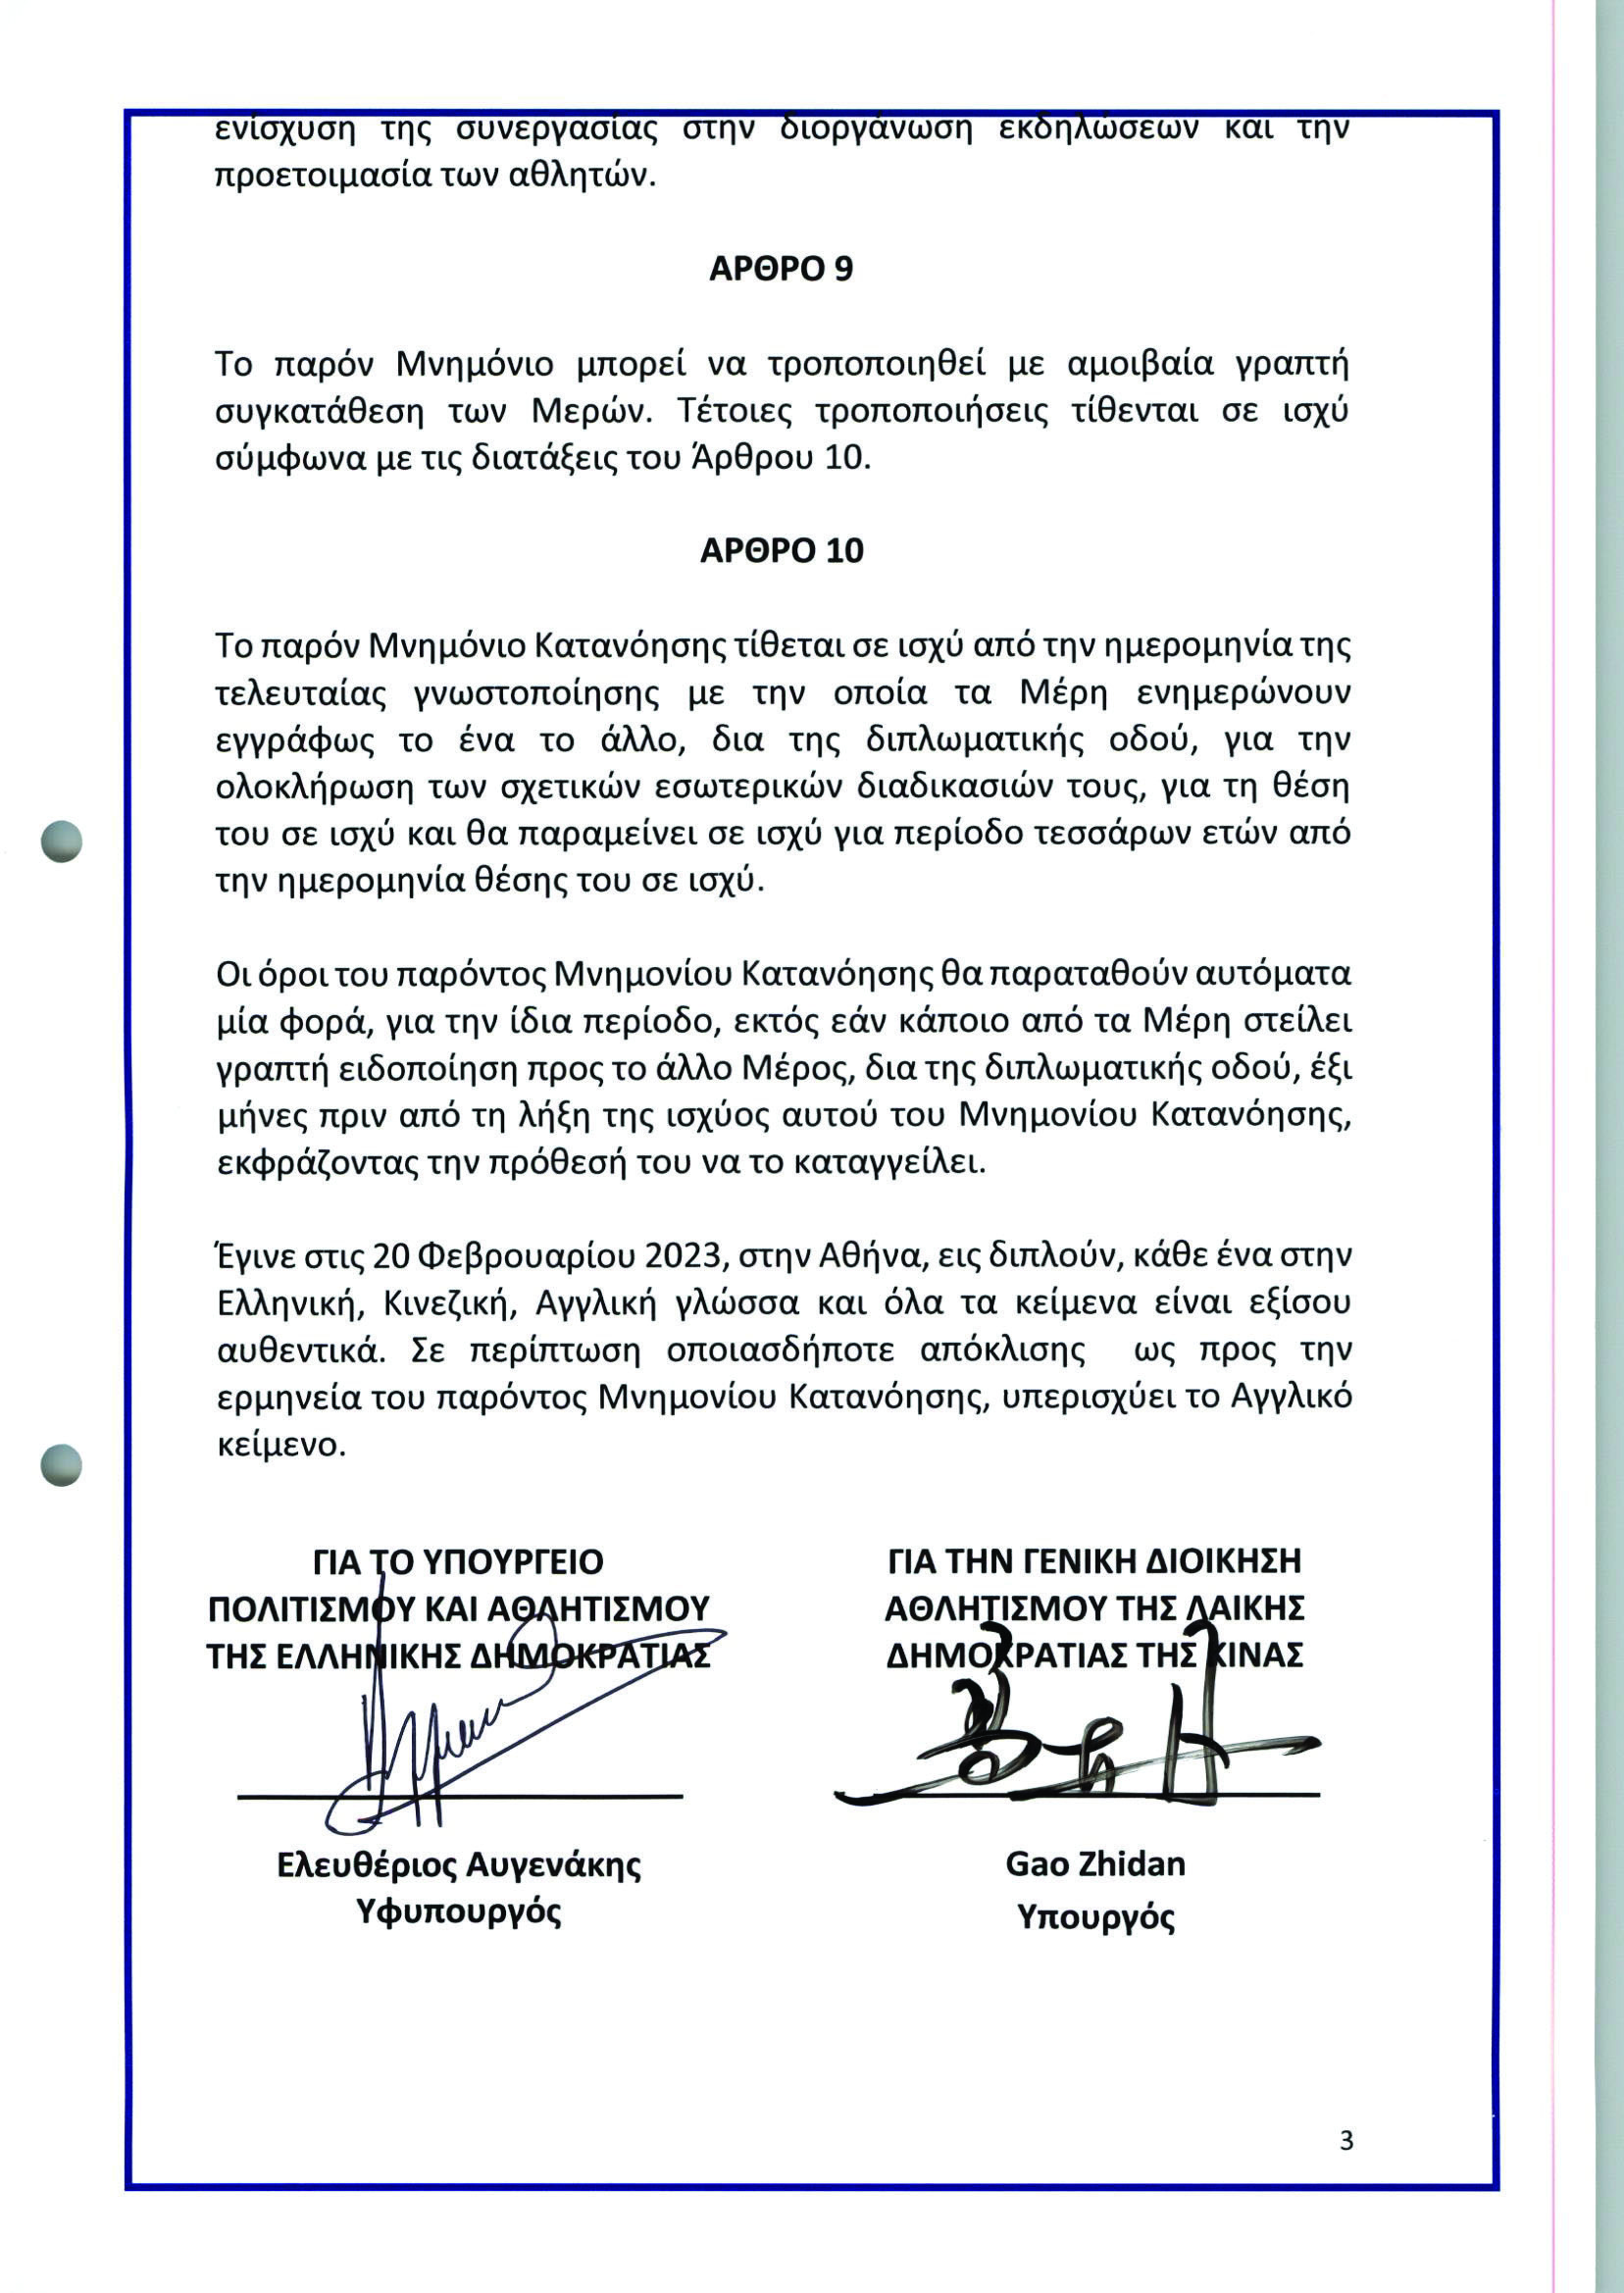 ενίσχυση της συνεργασίας στην διοργάνωση εκδηλώσεων και την
προετοιμασία των αθλητών.
ΑΡΘΡΟ 9
Το παρόν Μνημόνιο μπορεί να τροποποιηθεί με αμοιβαία γραπτή
συγκατάθεση των Μερών. Τέτοιες τροποποιήσεις τίθενται σε ισχύ
σύμφωνα με τις διατάξεις του Άρθρου 10.
ΑΡΘΡΟ 10
Το παρόν Μνημόνιο Κατανόησης τίθεται σε ισχύ από την ημερομηνία της
τελευταίας γνωστοποίησης με την οποία τα Μέρη ενημερώνουν
εγγράφως το ένα το άλλο, δια της διπλωματικής οδού, για την
ολοκλήρωση των σχετικών εσωτερικών διαδικασιών τους, για τη θέση
του σε ισχύ και θα παραμείνει σε ισχύ για περίοδο τεσσάρων ετών από
την ημερομηνία θέσης του σε ισχύ.
Οι όροι του παρόντος Μνημονίου Κατανόησης θα παραταθούν αυτόματα
μία φορά, για την ίδια περίοδο, εκτός εάν κάποιο από τα Μέρη στείλει
γραπτή ειδοποίηση προς το άλλο Μέρος, δια της διπλωματικής οδού, έξι
μήνες πριν από τη λήξη της ισχύος αυτού του Μνημονίου Κατανόησης,
εκφράζοντας την πρόθεσή του να το καταγγείλει.
Έγινε στις 20 Φεβρουαρίου 2023, στην Αθήνα, εις διπλούν, κάθε ένα στην
Ελληνική, Κινεζική, Αγγλική γλώσσα και όλα τα κείμενα είναι εξίσου
αυθεντικά. Σε περίπτωση οποιασδήποτε απόκλισης ως προς την
ερμηνεία του παρόντος Μνημονίου Κατανόησης, υπερισχύει το Αγγλικό
κείμενο.
ΓΙΑ ΤΟ ΥΠΟΥΡΓΕΙΟ
ΠΟΛΙΤΙΣΜΟΥ ΚΑΙ ΑΘΛΗΤΙΣΜΟΥ
ΤΗΣ ΕΛΛΗΝΙΚΗΣ ΔΗΜΟΚΡΑΤΙΑΣ
Ελευθέριος Αυγενάκης
Υφυπουργός
ΓΙΑ ΤΗΝ ΓΕΝΙΚΗ ΔΙΟΙΚΗΣΗ
ΑΘΛΗΤΙΣΜΟΥ ΤΗΣ ΛΑΙΚΗΣ
ΔΗΜΟΚΡΑΤΙΑΣ ΤΗΣ ΚΙΝΑΣ
Gao Zhidan
Υπουργός
3